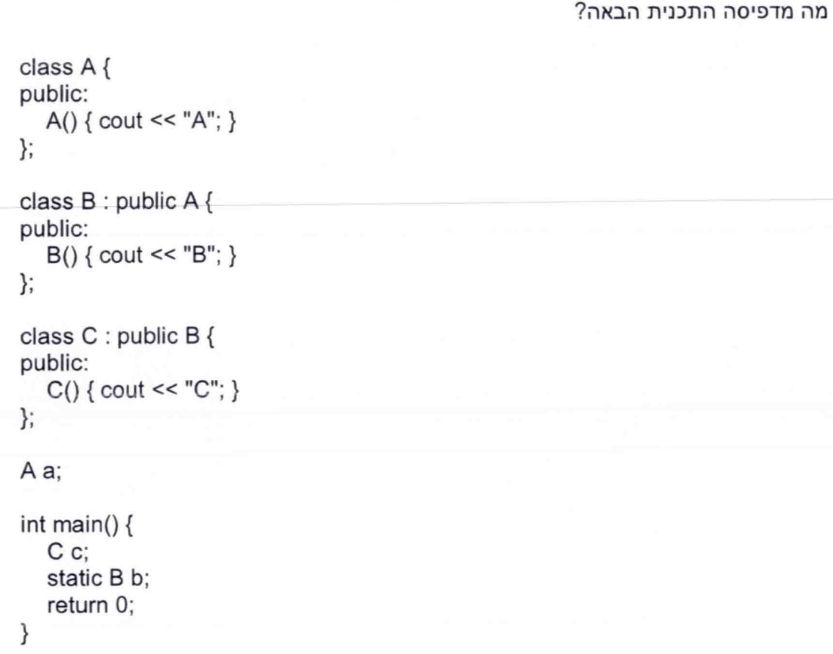 מה מדפיסה התכנית הבאה?
class A {
public:
A() { cout << "A"; }
};
class B : public A {
public:
B() { cout << "B"; }
};
class C : public B {
public:
C() { cout << "C"; }
};
A a;
int main() {
C c;
static B b;
return 0;
}